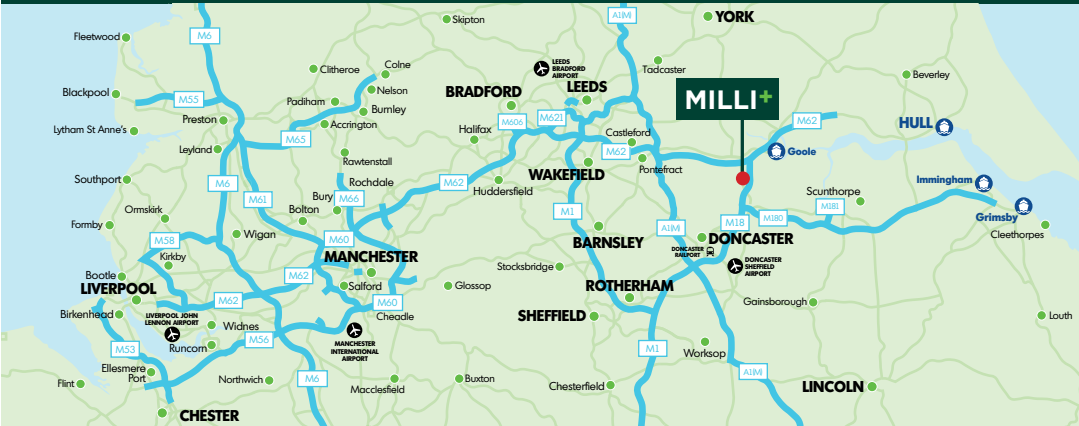 Skipton
A1(M)
YORK
M6
Fleetwood
Clitheroe
Colne
LEEDS
BRADFORD
AIRPORT
Tadcaster
Beverley
Blackpool
M55
Nelson
Padiham
Burnley
BRADFORD
LEEDS
MILLI+
Preston
Accrington
M606
M621
M62
HULL
Lytham St Anne's
M65
Halifax
Castleford
Leyland
Rawtenstall
M62
Goole
Pontefract
Southport
M6
Rochdale
M62
WAKEFIELD
Immingham
Bury
M66
M61
Huddersfield
Scunthorpe
Ormskirk
Bolton
M1
M181
Grimsby
Formby
Wigan
M60
A1(M)
M18
M180
Cleethorpes
M58
BARNSLEY
DONCASTER
Kirkby
MANCHESTER
DONCASTER
RAILPORT
DONCASTER
SHEFFIELD
AIRPORT
Bootle
M62
Salford
Stocksbridge
LIVERPOOL
Glossop
ROTHERHAM
M62
M60
Gainsborough
Birkenhead
LIVERPOOL JOHN
LENNON AIRPORT
Widnes
Cheadle
SHEFFIELD
Louth
M53
Runcorn
M56
MANCHESTER
INTERNATIONAL
AIRPORT
M1
Worksop
Ellesmere
Port
Flint
Northwich
M6
Macclesfield
Buxton
Chesterfield
A1(M)
LINCOLN
CHESTER